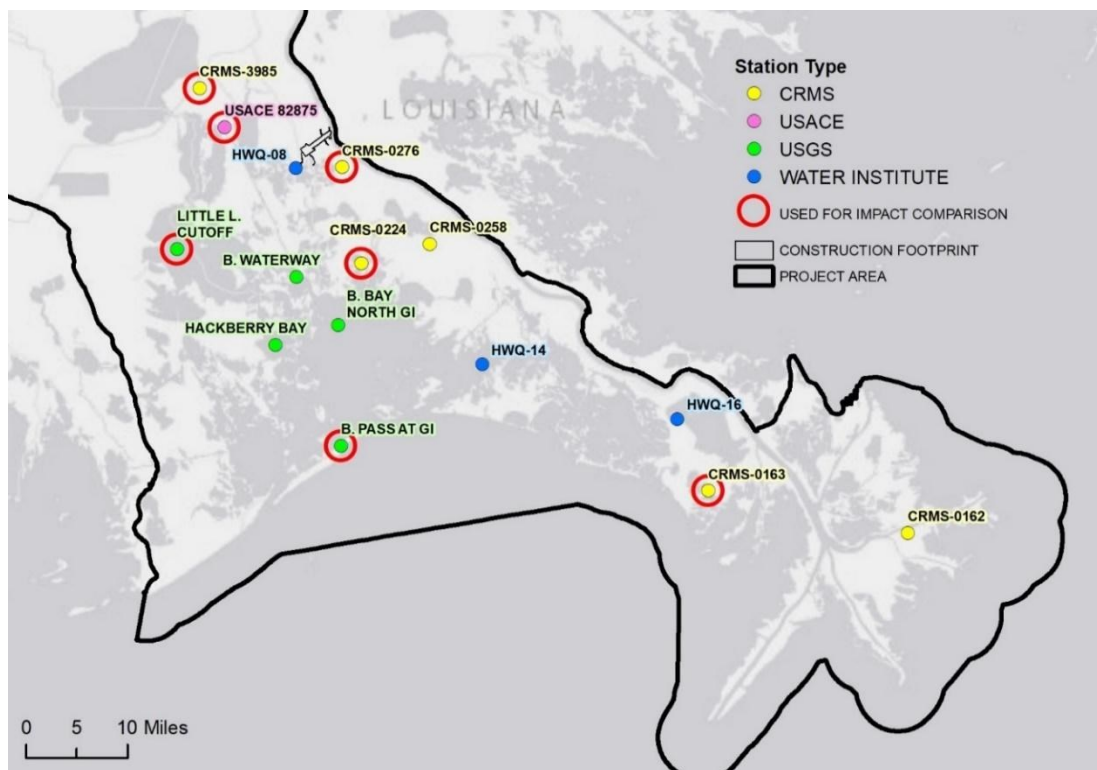 CRMS-3985
LOUISIANA
USACE 82875
HWQ-08
CRMS-0276
LITTLE L.
CUTOFF
CRMS-0224
CRMS-0258
B. WATERWAY
B. BAY
NORTH GI
HACKBERRY BAY
HWQ-14
HWQ-16
B. PASS AT GI
CRMS-0163
CRMS-0162
Station Type
CRMS
USACE
USGS
WATER INSTITUTE
USED FOR IMPACT COMPARISON
CONSTRUCTION FOOTPRINT
PROJECT AREA
0 5 10 Miles